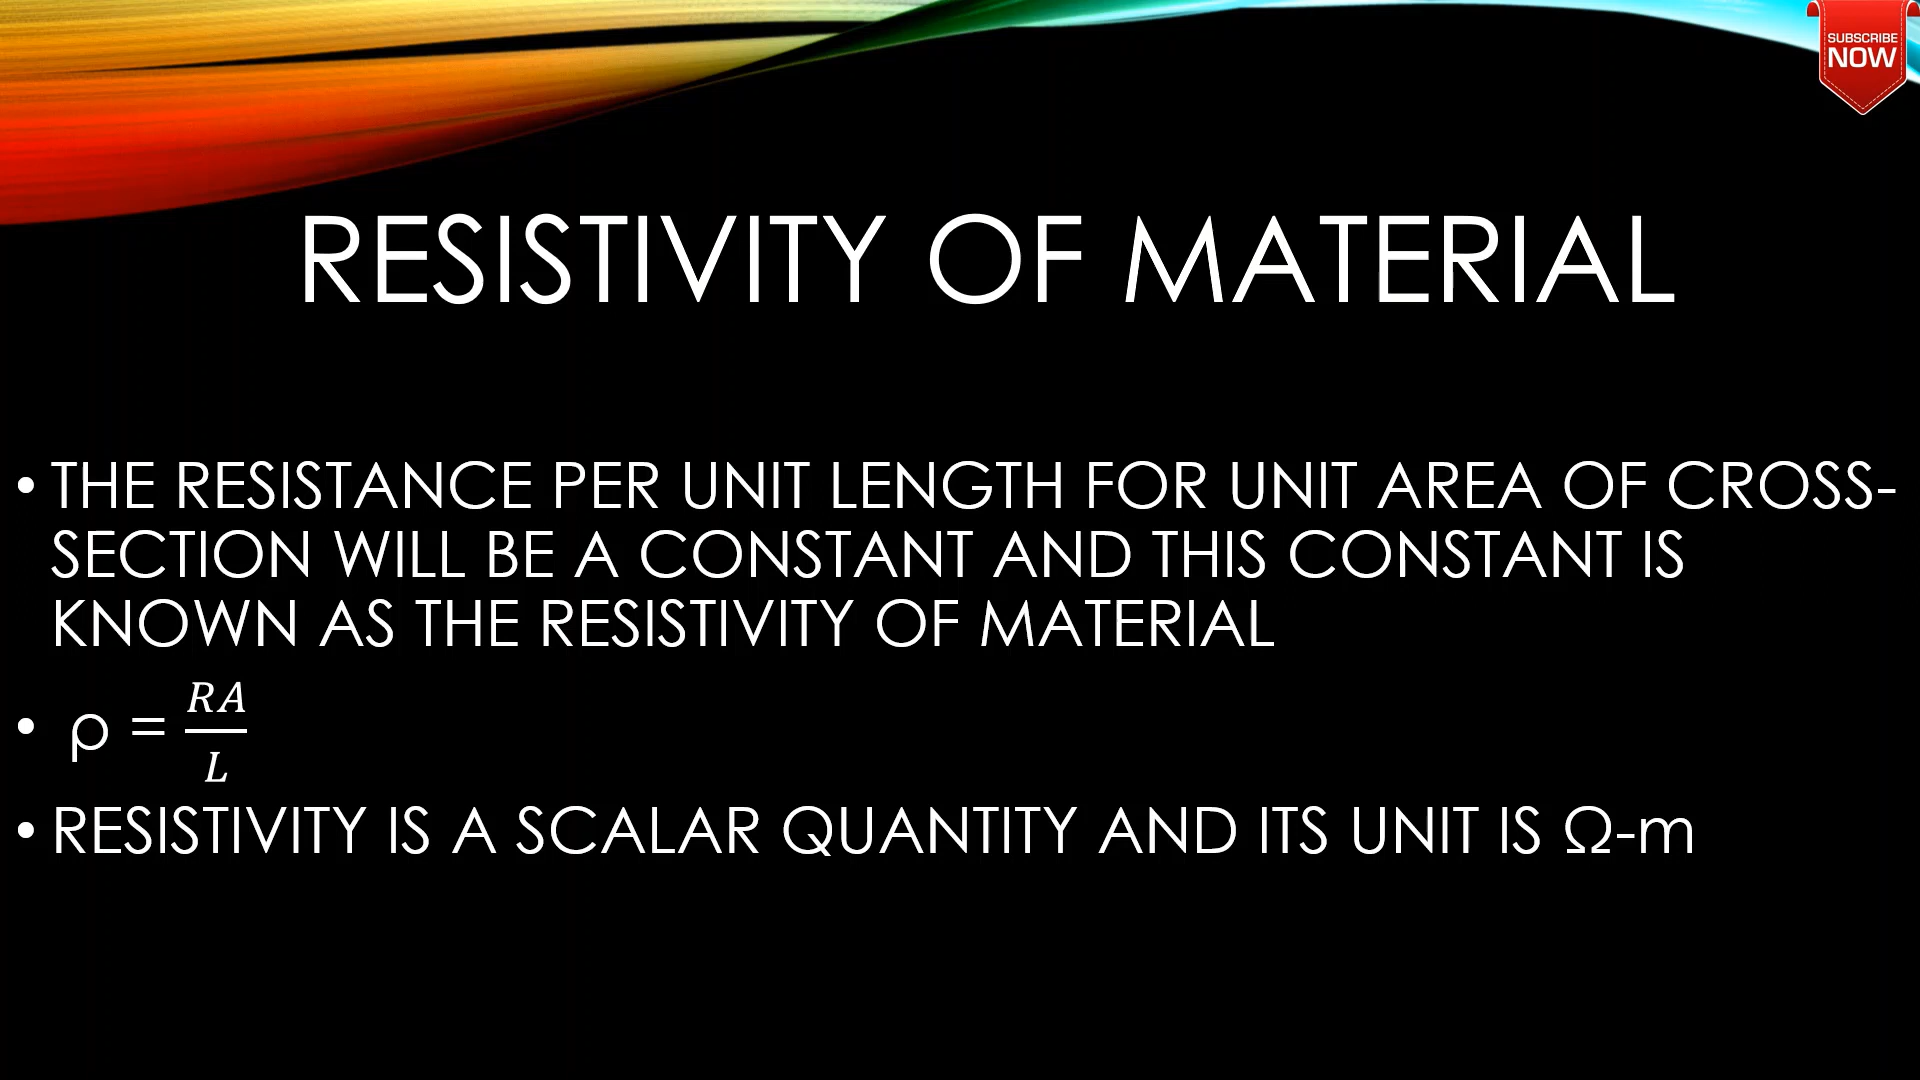 SUBSCRIBE
NOW
RESISTIVITY OF MATERIAL
• THE RESISTANCE PER UNIT LENGTH FOR UNIT AREA OF CROSS-
SECTION WILL BE A CONSTANT AND THIS CONSTANT IS
KNOWN AS THE RESISTIVITY OF MATERIAL
• ρ = RA/L
• RESISTIVITY IS A SCALAR QUANTITY AND ITS UNIT IS Ω-m